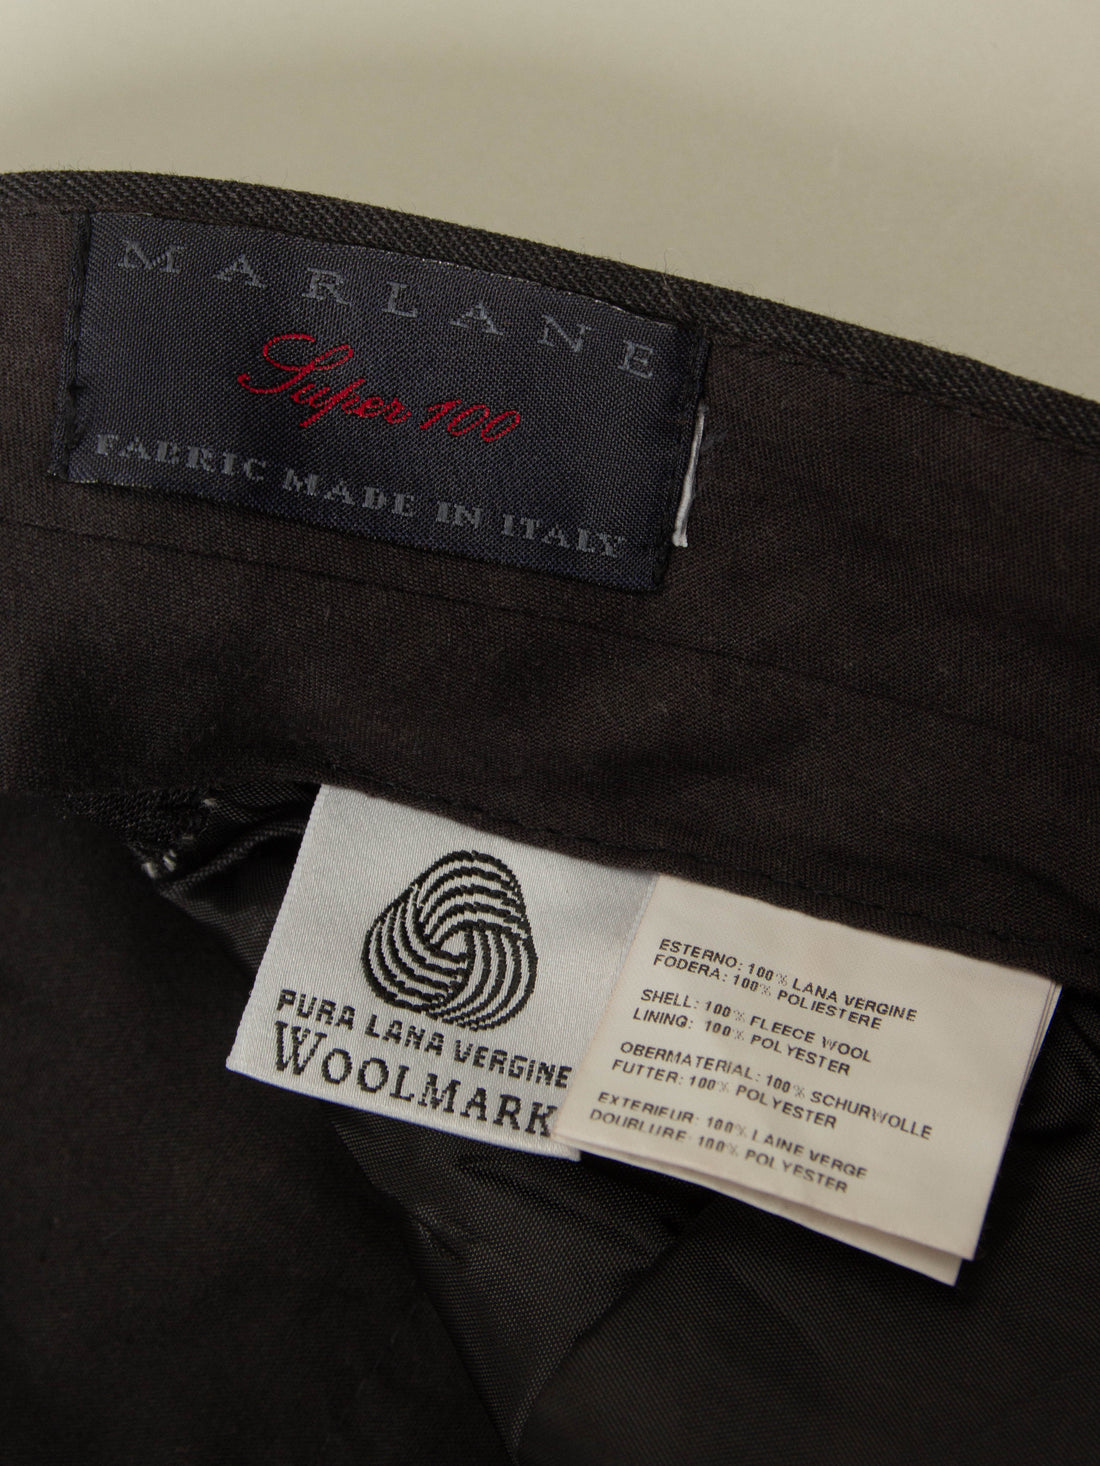 MARLANE
Super 100
FABRIC MADE IN ITALY
PURA LANA VERGINE
WOOLMARK
ESTERNO: 100% LANA VERGINE
FODERA: 100% POLIESTERE
SHELL: 100% FLEECE WOOL
LINING: 100% POLYESTER
OBERMATERIAL: 100% SCHURWOLLE
FUTTER: 100% POLYESTER
EXTERIEUR: 100% LAINE VERGE
DOUBLURE: 100% POLYESTER